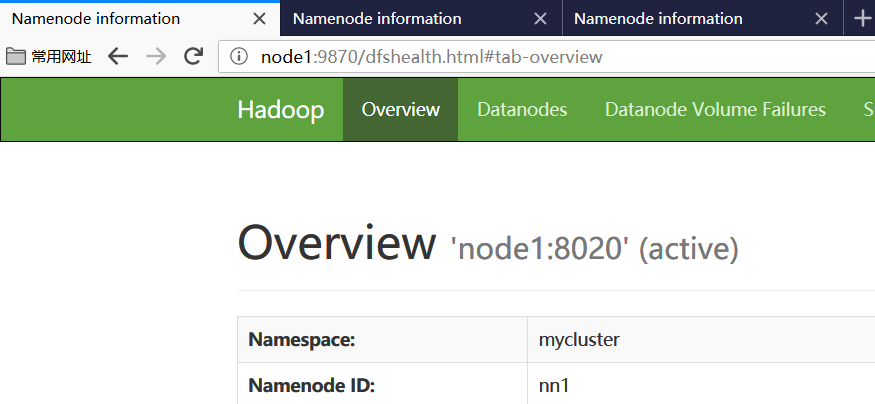 Namenode information Namenode information Namenode information
常用网址 node1:9870/dfshealth.html#tab-overview
Hadoop Overview Datanodes Datanode Volume Failures
Overview 'node1:8020' (active)
Namespace: mycluster
Namenode ID: nn1